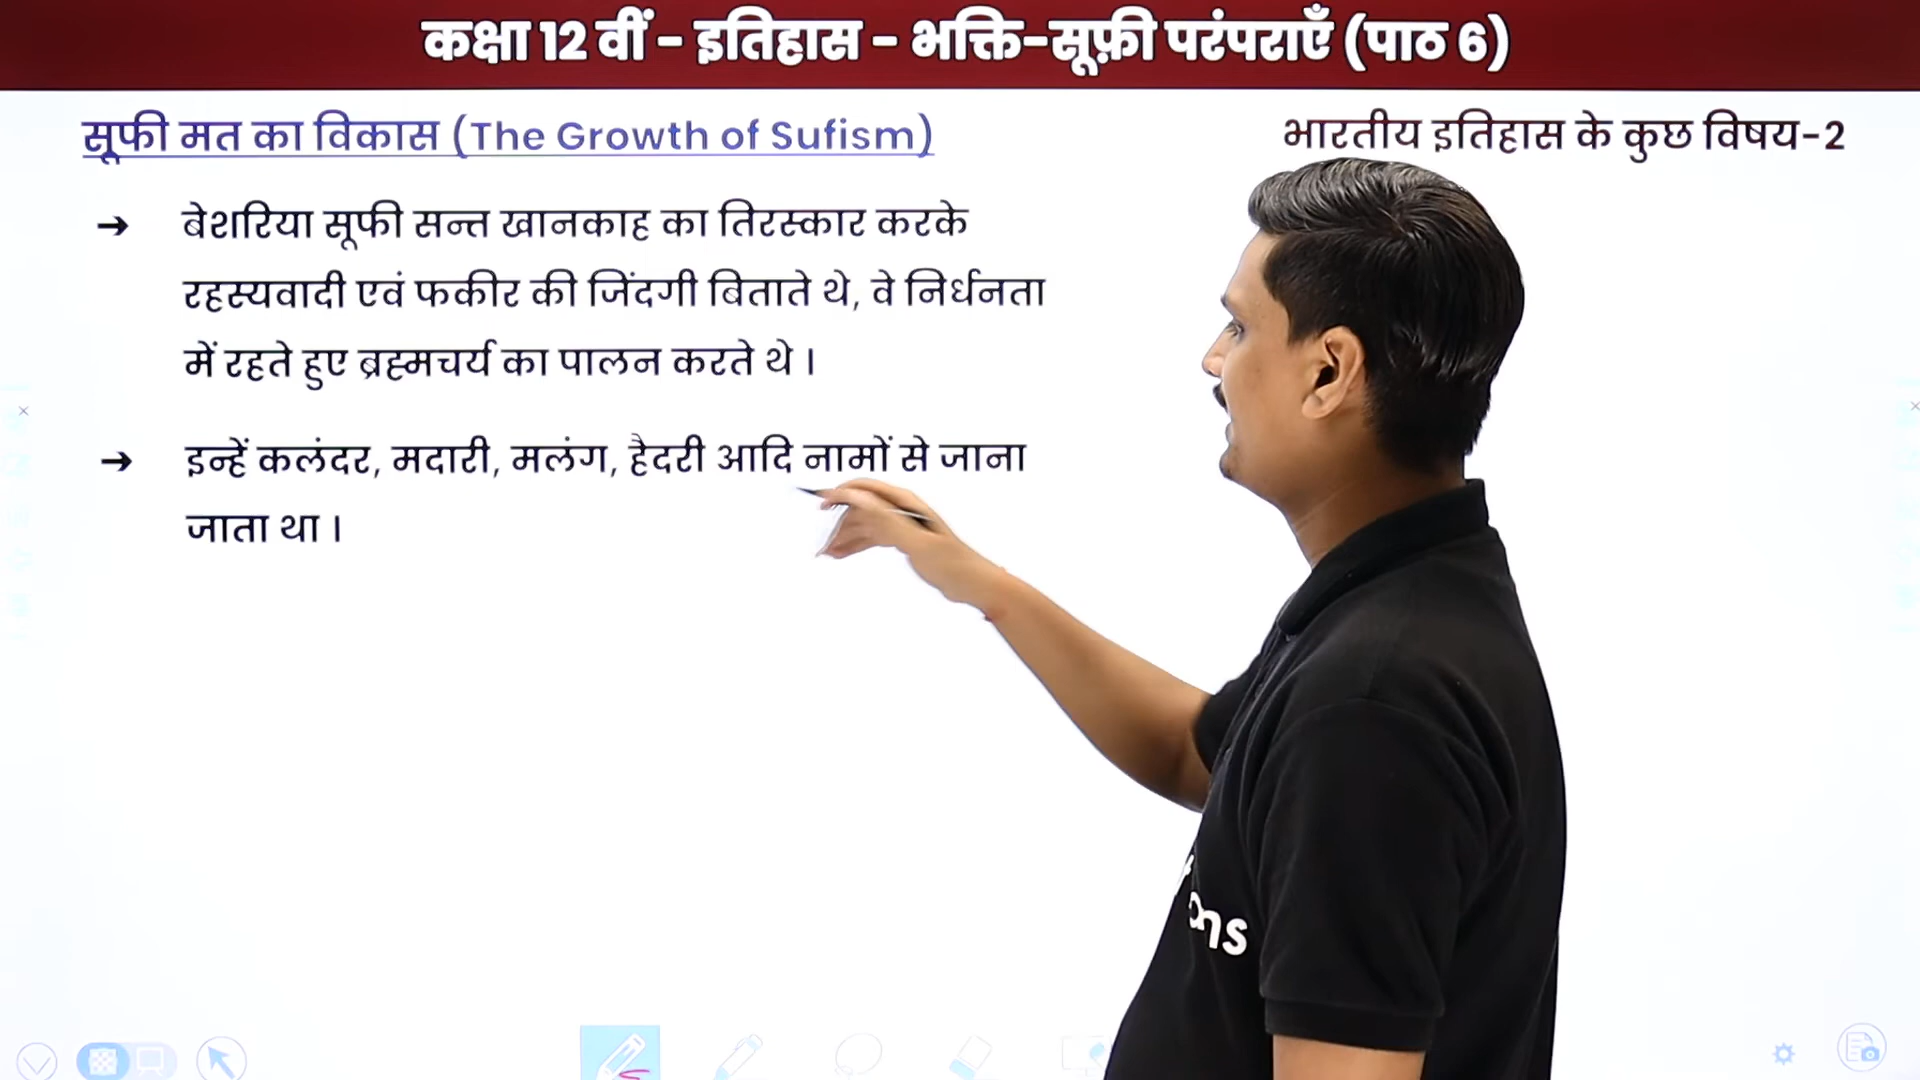 कक्षा 12 वीं - इतिहास - भक्ति-सूफ़ी परंपराएँ (पाठ 6)
सूफी मत का विकास (The Growth of Sufism)
भारतीय इतिहास के कुछ विषय-2
➔ बेशरिया सूफी सन्त खानकाह का तिरस्कार करके
रहस्यवादी एवं फकीर की जिंदगी बिताते थे, वे निर्धनता
में रहते हुए ब्रह्मचर्य का पालन करते थे ।
➔ इन्हें कलंदर, मदारी, मलंग, हैदरी आदि नामों से जाना
जाता था ।